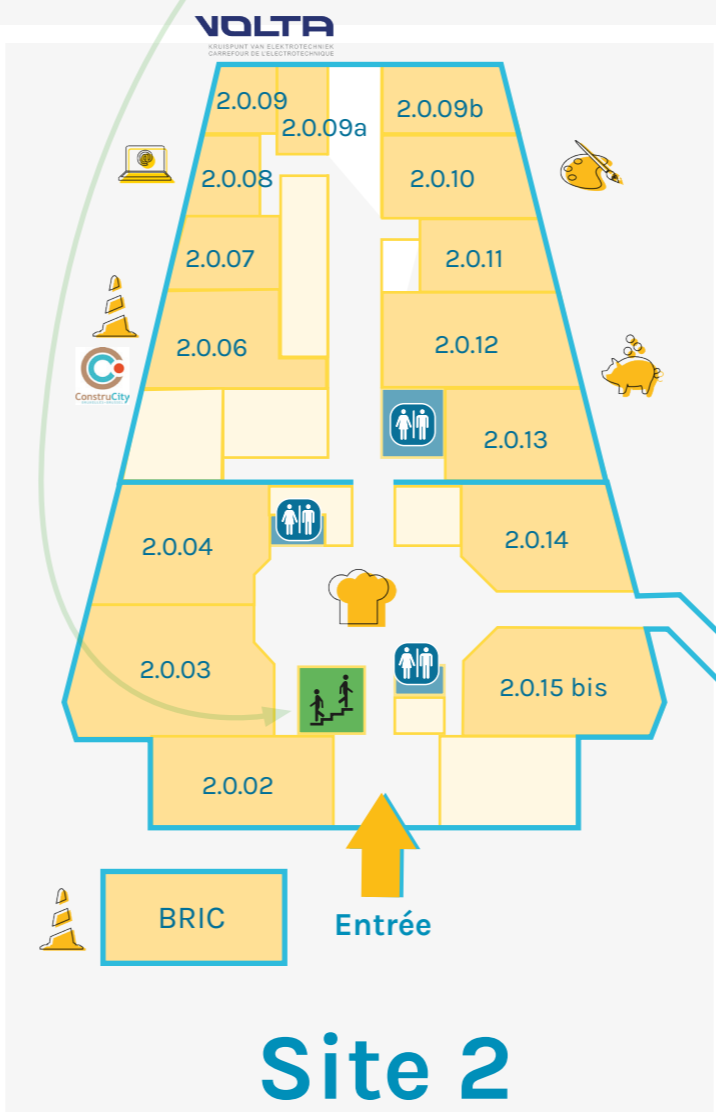 VOLTA
KRUISPUNT VAN ELEKTROTECHNIEK
CARREFOUR DE L'ELECTROTECHNIQUE
2.0.09
2.0.09a
2.0.09b
2.0.08
2.0.10
2.0.07
2.0.11
2.0.06
2.0.12
ConstruCity
2.0.13
2.0.04
2.0.14
2.0.03
2.0.15 bis
2.0.02
BRIC
Entrée
Site 2